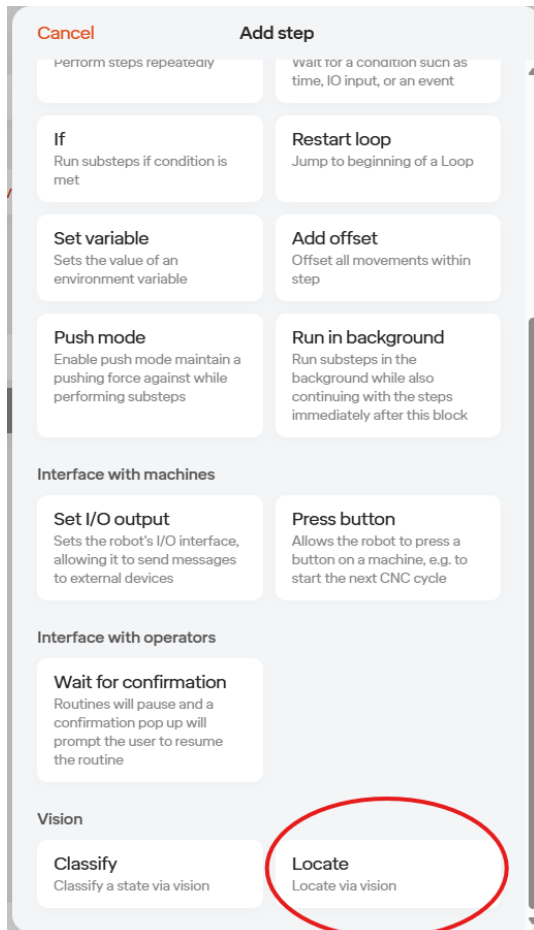 Cancel
Add step
Perform steps repeatedly
Wait for a condition such as
time, IO input, or an event
If
Run substeps if condition is
met
Restart loop
Jump to beginning of a Loop
Set variable
Sets the value of an
environment variable
Add offset
Offset all movements within
step
Push mode
Enable push mode maintain a
pushing force against while
performing substeps
Run in background
Run substeps in the
background while also
continuing with the steps
immediately after this block
Interface with machines
Set I/O output
Sets the robot's I/O interface,
allowing it to send messages
to external devices
Press button
Allows the robot to press a
button on a machine, e.g. to
start the next CNC cycle
Interface with operators
Wait for confirmation
Routines will pause and a
confirmation pop up will
prompt the user to resume
the routine
Vision
Classify
Classify a state via vision
Locate
Locate via vision